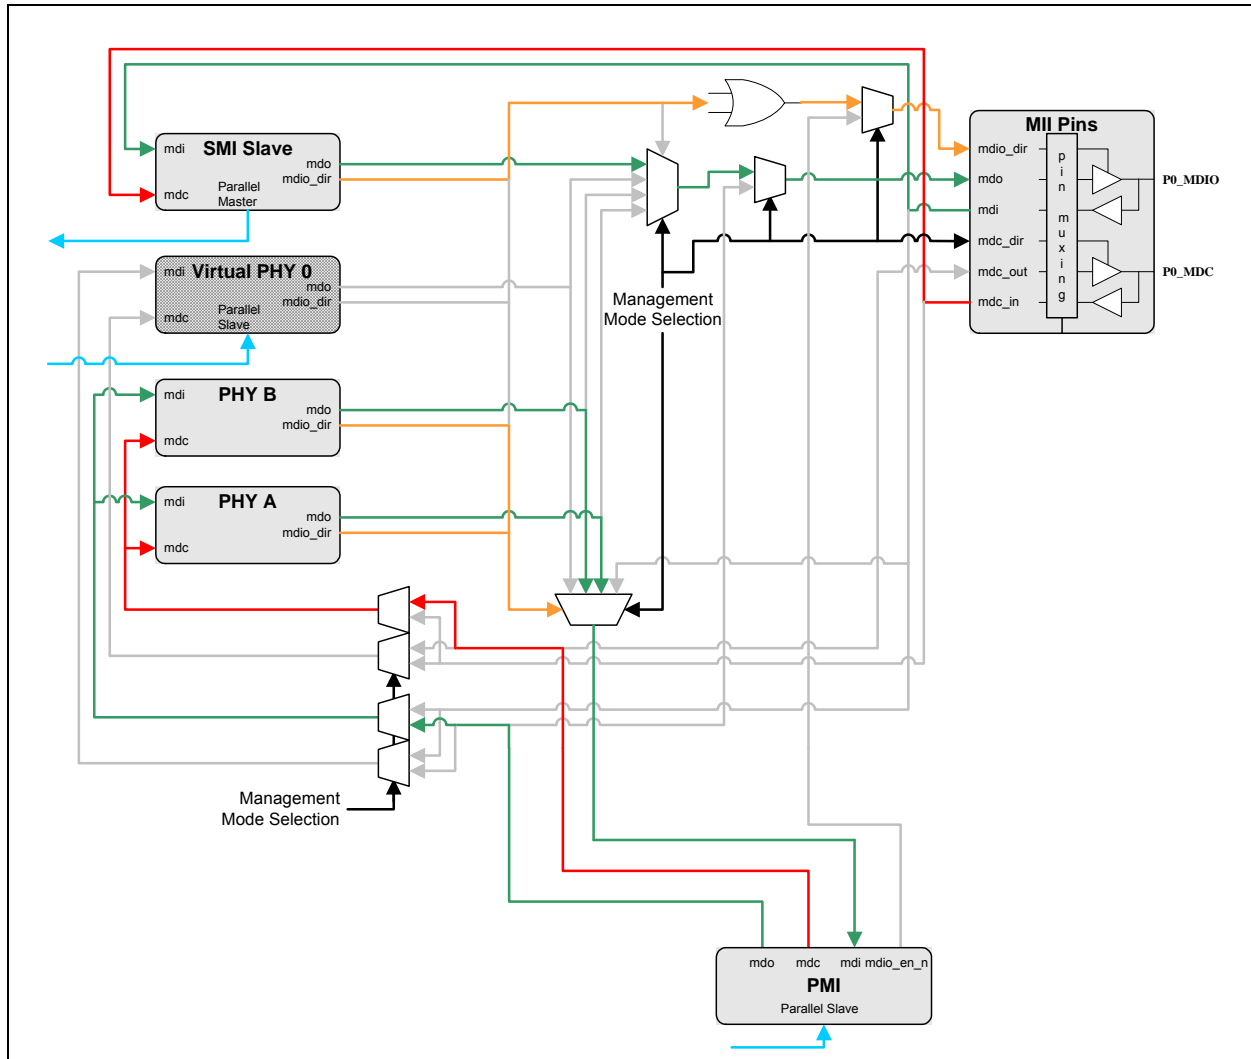 SMI Slave
mdi
mdo
mdio_dir
mdc
Parallel
Master
MII Pins
mdio_dir
mdo
mdi
mdc_dir
mdc_out
mdc_in
pin
muxing
P0_MDIO
P0_MDC
Virtual PHY 0
mdi
mdo
mdio_dir
mdc
Parallel
Slave
Management
Mode Selection
PHY B
mdi
mdo
mdio_dir
mdc
PHY A
mdi
mdo
mdio_dir
mdc
Management
Mode Selection
mdo
mdc
mdi
mdio_en_n
PMI
Parallel Slave